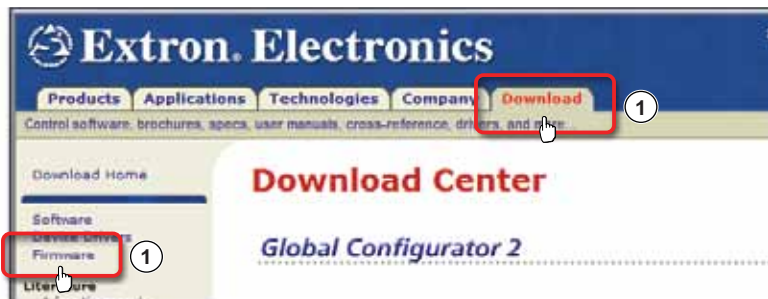 Extron. Electronics
Products Applications Technologies Company Download
1
Control software, brochures, specs, user manuals, cross-reference, drivers, and more...
Download Home
Download Center
Software
Device Drivers
Firmware
1
Global Configurator 2
Literature